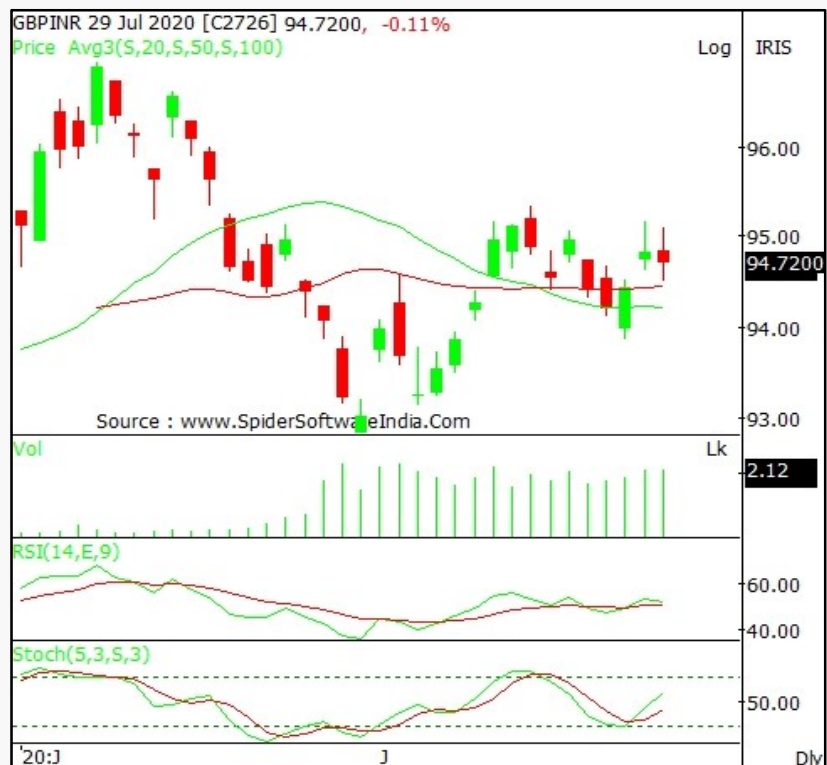 GBPINR 29 Jul 2020 [C2726] 94.7200, -0.11%
Price Avg3(S,20,S,50,S,100)
Log
IRIS
96.00
95.00
94.7200
94.00
93.00
Source : www.SpiderSoftwareIndia.Com
Vol
Lk
2.12
RSI(14,E,9)
60.00
40.00
Stoch(5,3,S,3)
50.00
'20:J
J
Dly